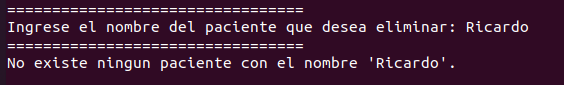 =================================
Ingrese el nombre del paciente que desea eliminar: Ricardo
=================================
No existe ningun paciente con el nombre 'Ricardo'.